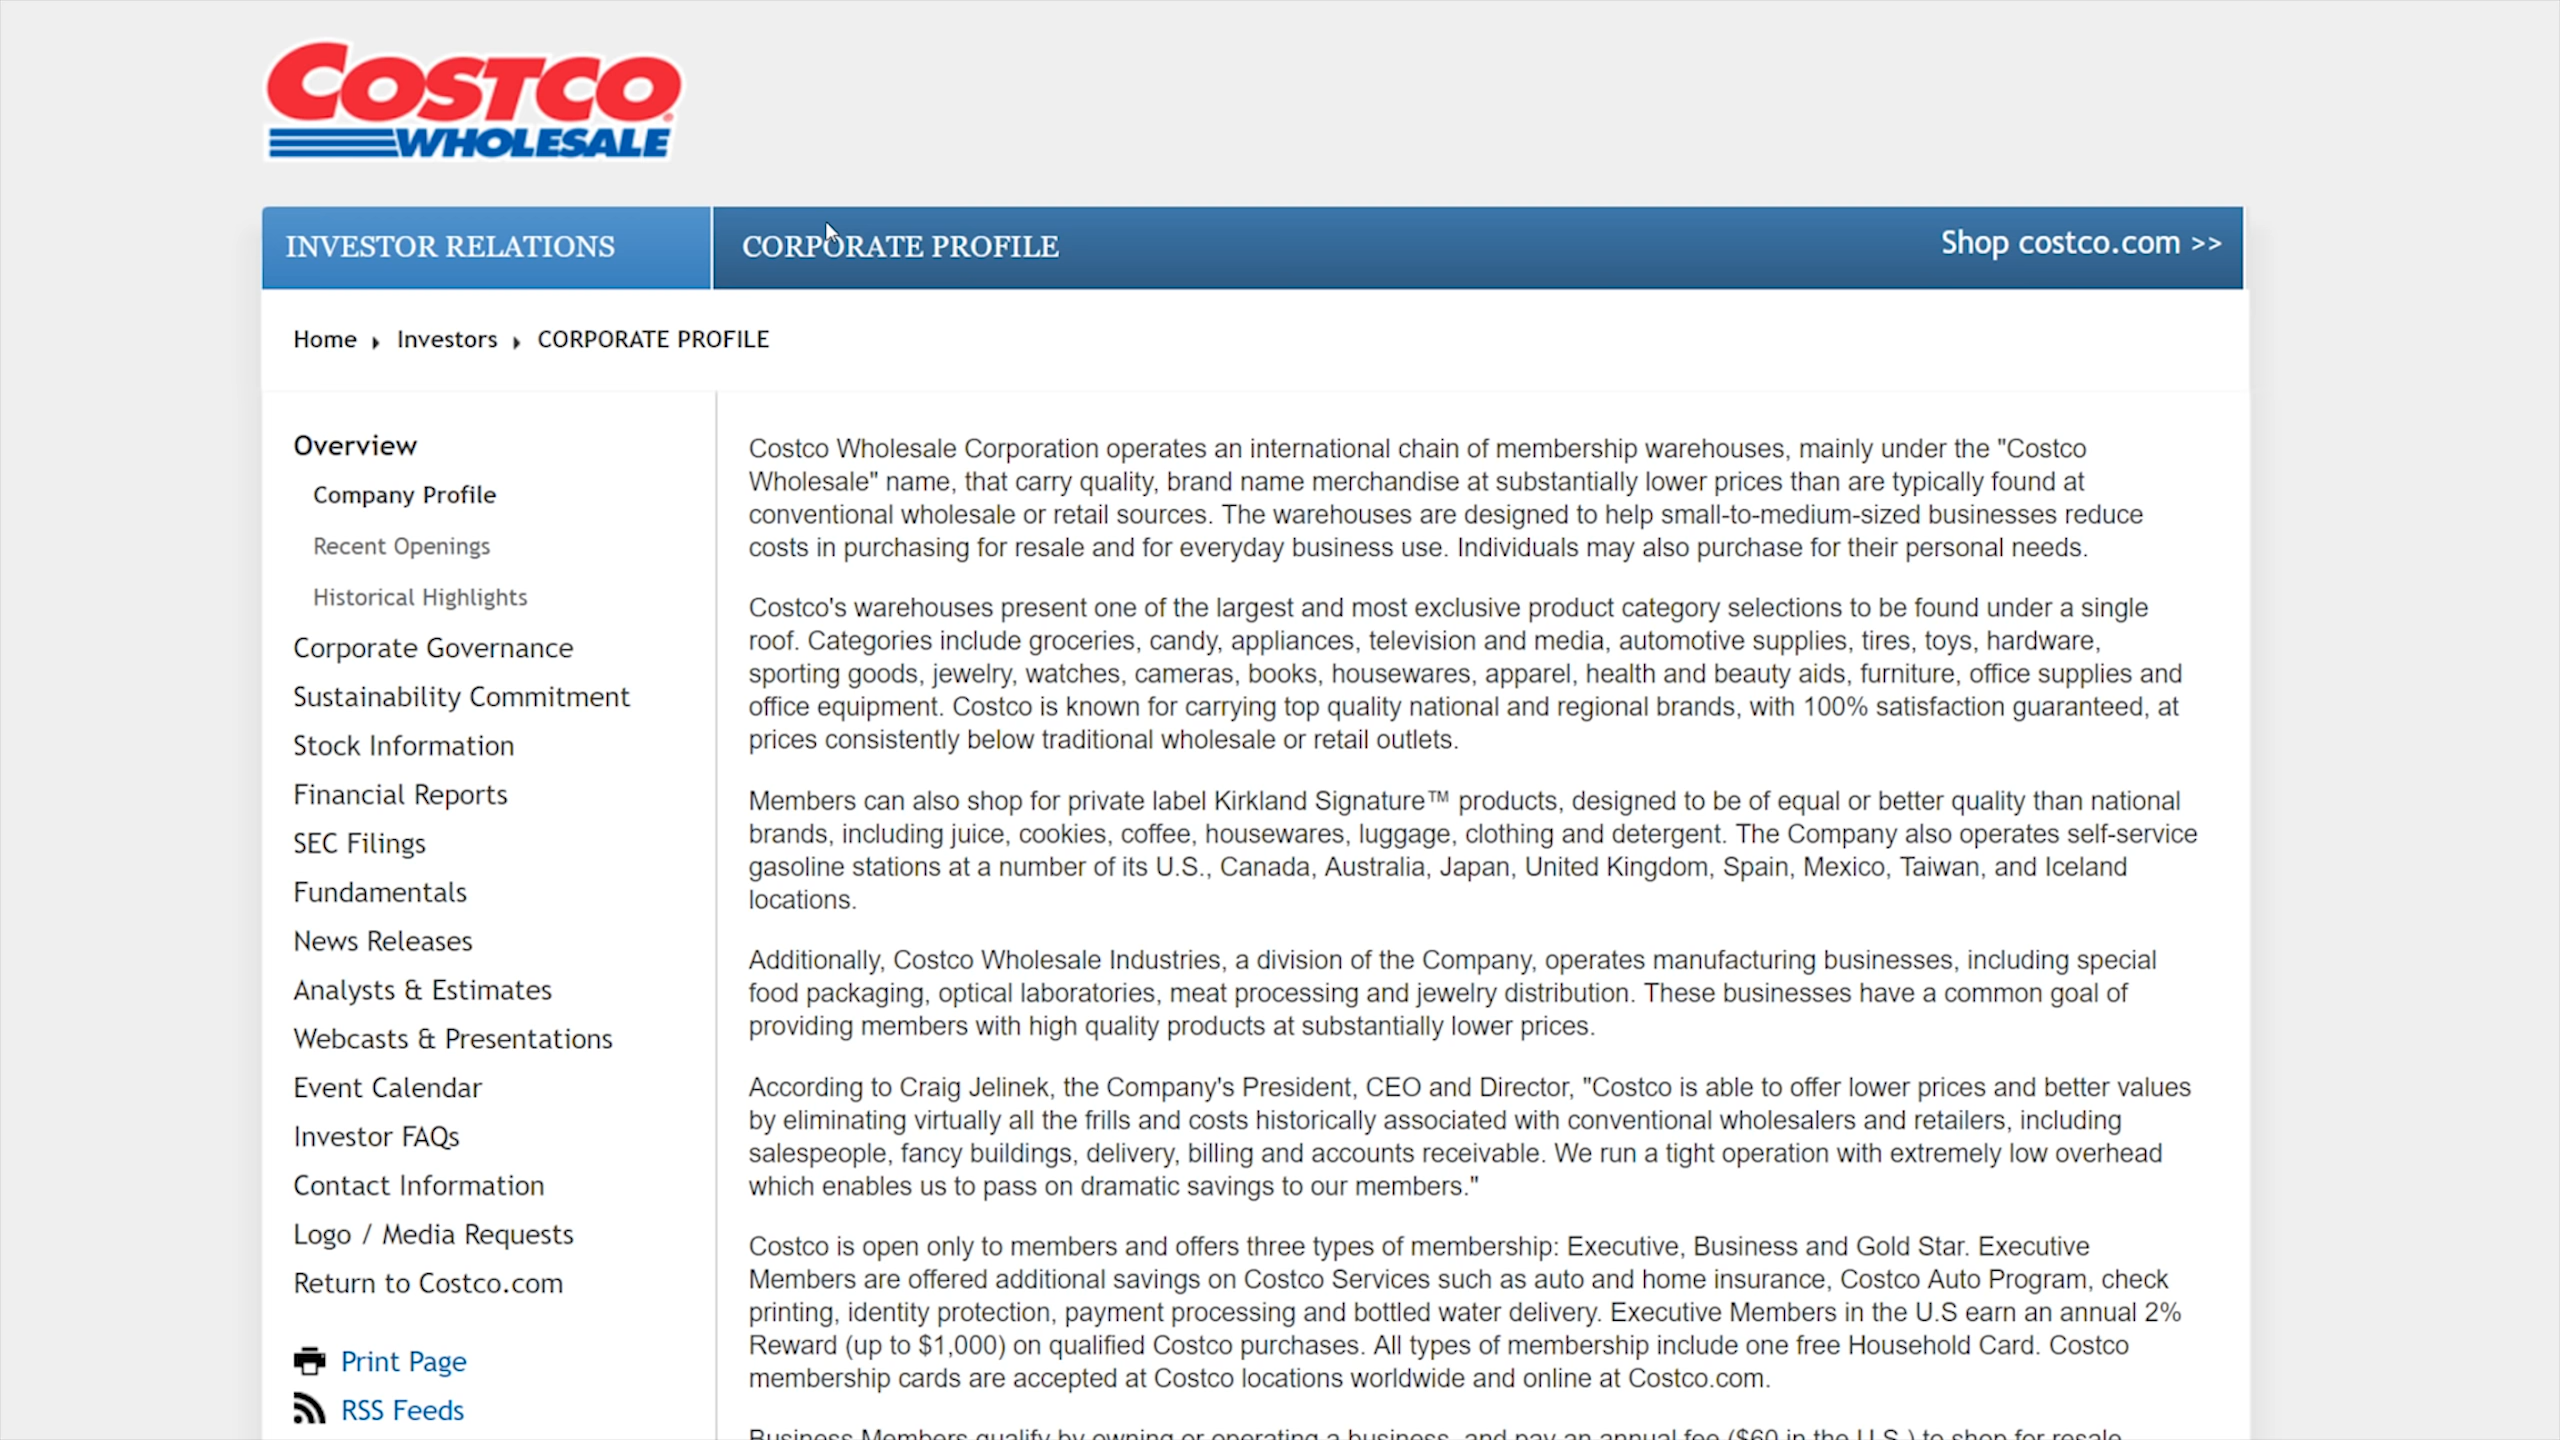 COSTCO
WHOLESALE
INVESTOR RELATIONS
CORPORATE PROFILE
Shop costco.com >>
Home
Investors
CORPORATE PROFILE
Overview
Company Profile
Recent Openings
Historical Highlights
Corporate Governance
Sustainability Commitment
Stock Information
Financial Reports
SEC Filings
Fundamentals
News Releases
Analysts & Estimates
Webcasts & Presentations
Event Calendar
Investor FAQs
Contact Information
Logo / Media Requests
Return to Costco.com
Print Page
RSS Feeds
Costco Wholesale Corporation operates an international chain of membership warehouses, mainly under the "Costco
Wholesale" name, that carry quality, brand name merchandise at substantially lower prices than are typically found at
conventional wholesale or retail sources. The warehouses are designed to help small-to-medium-sized businesses reduce
costs in purchasing for resale and for everyday business use. Individuals may also purchase for their personal needs.
Costco's warehouses present one of the largest and most exclusive product category selections to be found under a single
roof. Categories include groceries, candy, appliances, television and media, automotive supplies, tires, toys, hardware,
sporting goods, jewelry, watches, cameras, books, housewares, apparel, health and beauty aids, furniture, office supplies and
office equipment. Costco is known for carrying top quality national and regional brands, with 100% satisfaction guaranteed, at
prices consistently below traditional wholesale or retail outlets.
Members can also shop for private label Kirkland Signature™ products, designed to be of equal or better quality than national
brands, including juice, cookies, coffee, housewares, luggage, clothing and detergent. The Company also operates self-service
gasoline stations at a number of its U.S., Canada, Australia, Japan, United Kingdom, Spain, Mexico, Taiwan, and Iceland
locations.
Additionally, Costco Wholesale Industries, a division of the Company, operates manufacturing businesses, including special
food packaging, optical laboratories, meat processing and jewelry distribution. These businesses have a common goal of
providing members with high quality products at substantially lower prices.
According to Craig Jelinek, the Company's President, CEO and Director, "Costco is able to offer lower prices and better values
by eliminating virtually all the frills and costs historically associated with conventional wholesalers and retailers, including
salespeople, fancy buildings, delivery, billing and accounts receivable. We run a tight operation with extremely low overhead
which enables us to pass on dramatic savings to our members."
Costco is open only to members and offers three types of membership: Executive, Business and Gold Star. Executive
Members are offered additional savings on Costco Services such as auto and home insurance, Costco Auto Program, check
printing, identity protection, payment processing and bottled water delivery. Executive Members in the U.S earn an annual 2%
Reward (up to $1,000) on qualified Costco purchases. All types of membership include one free Household Card. Costco
membership cards are accepted at Costco locations worldwide and online at Costco.com.
Business Members qualify by owning or operating a business, and pay an annual fee ($60 in the U.S.) to shop for resale,